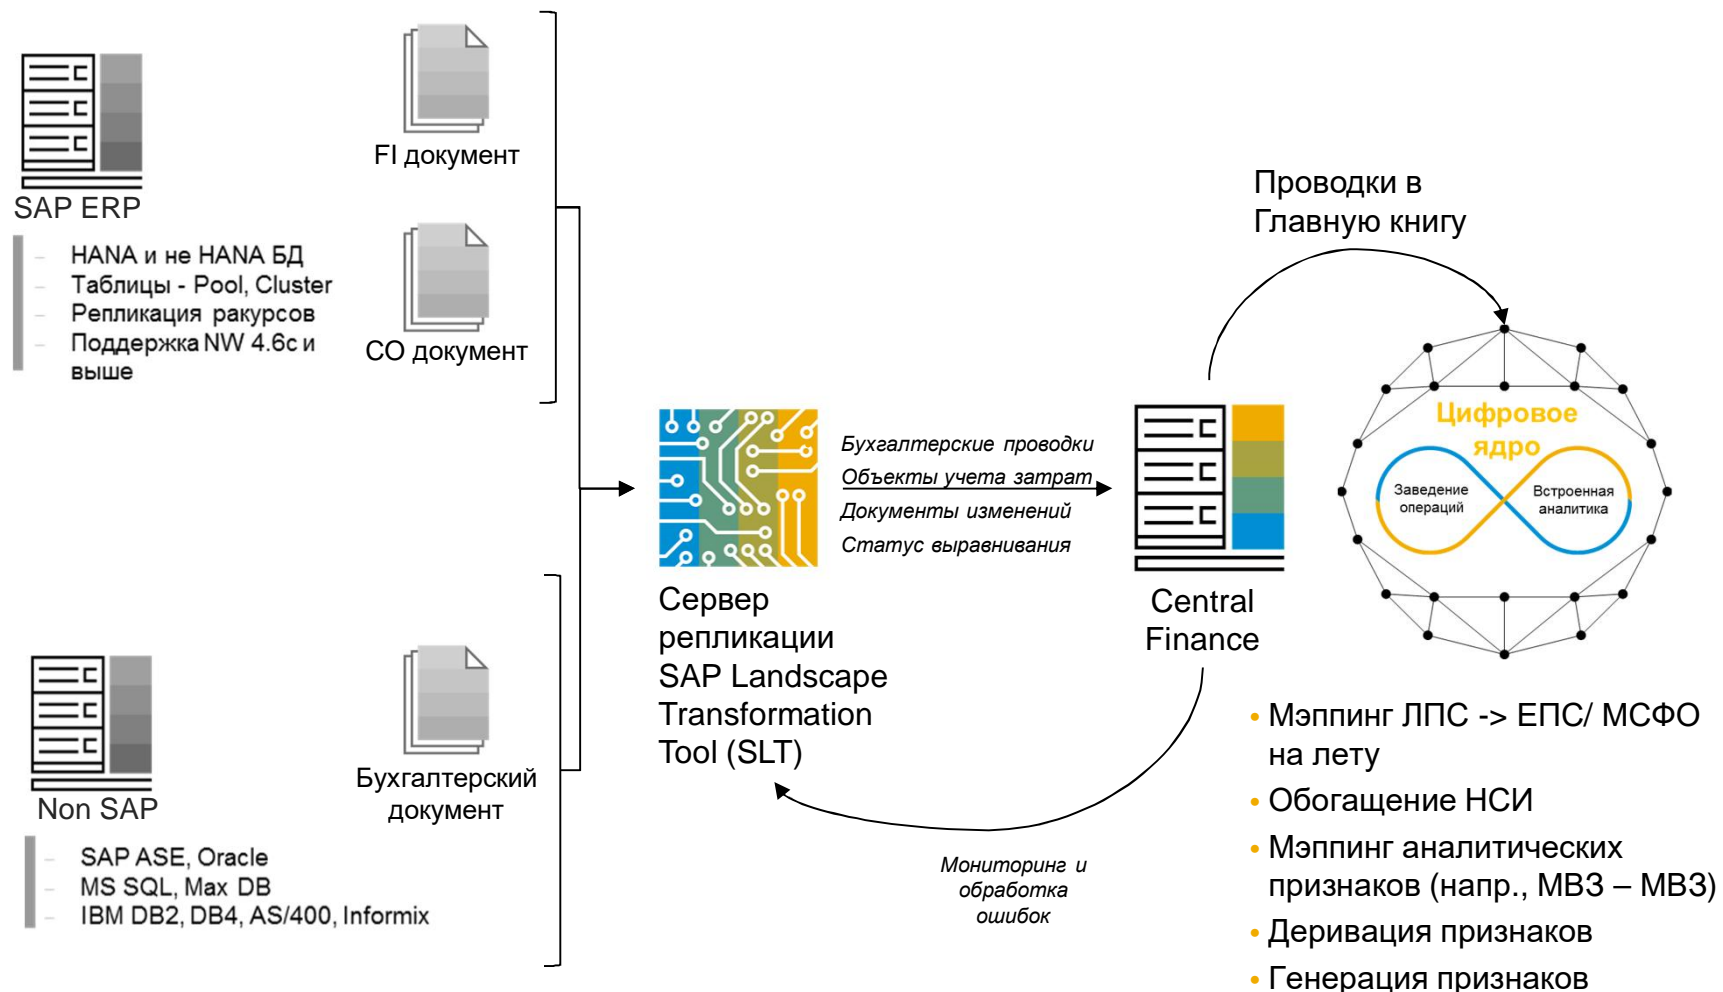 FI документ
SAP ERP
HANA и не HANA БД
Таблицы - Pool, Cluster
Репликация ракурсов
Поддержка NW 4.6c и
выше
CO документ
Non SAP
SAP ASE, Oracle
MS SQL, Max DB
IBM DB2, DB4, AS/400, Informix
Бухгалтерский
документ
Сервер
репликации
SAP Landscape
Transformation
Tool (SLT)
Бухгалтерские проводки
Объекты учета затрат
Документы изменений
Статус выравнивания
Central
Finance
Мониторинг и
обработка
ошибок
Проводки в
Главную книгу
Цифровое
ядро
Заведение
операций
Встроенная
аналитика
• Мэппинг ЛПС -> ЕПС/ МСФО
на лету
• Обогащение НСИ
• Мэппинг аналитических
признаков (напр., МВЗ – МВЗ)
• Деривация признаков
• Генерация признаков